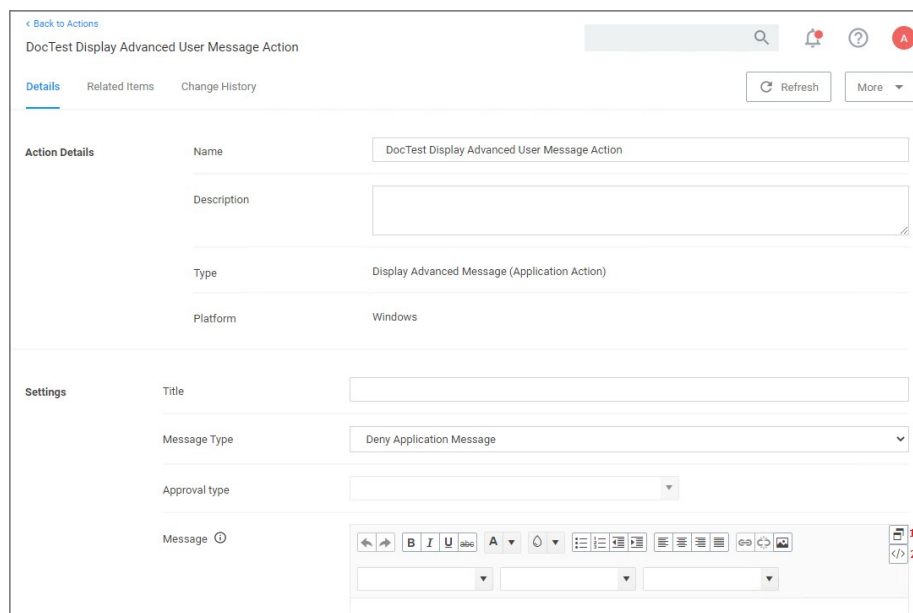 ‹ Back to Actions
DocTest Display Advanced User Message Action
A
Details Related Items Change History Refresh More
Action Details Name DocTest Display Advanced User Message Action
Description
Type Display Advanced Message (Application Action)
Platform Windows
Settings Title
Message Type Deny Application Message
Approval type
Message B I U abc A 1
</> 2